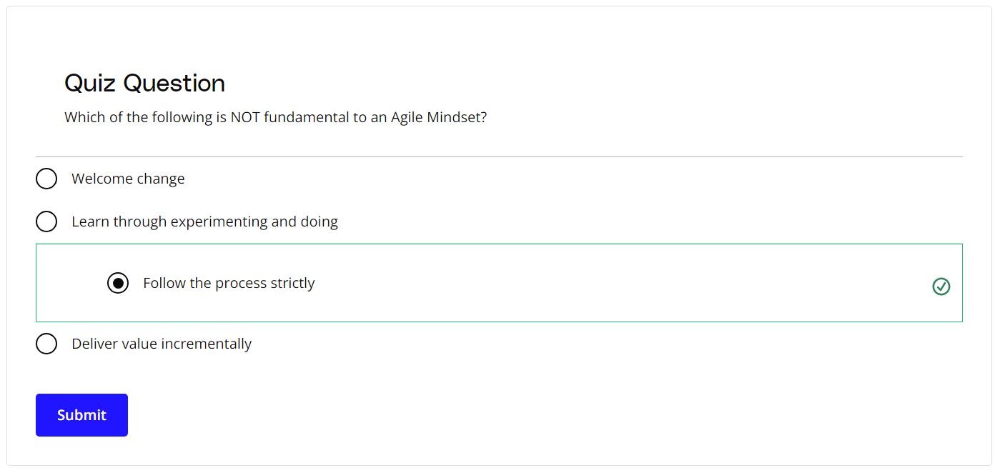 Quiz Question
Which of the following is NOT fundamental to an Agile Mindset?
Welcome change
Learn through experimenting and doing
Follow the process strictly
Deliver value incrementally
Submit